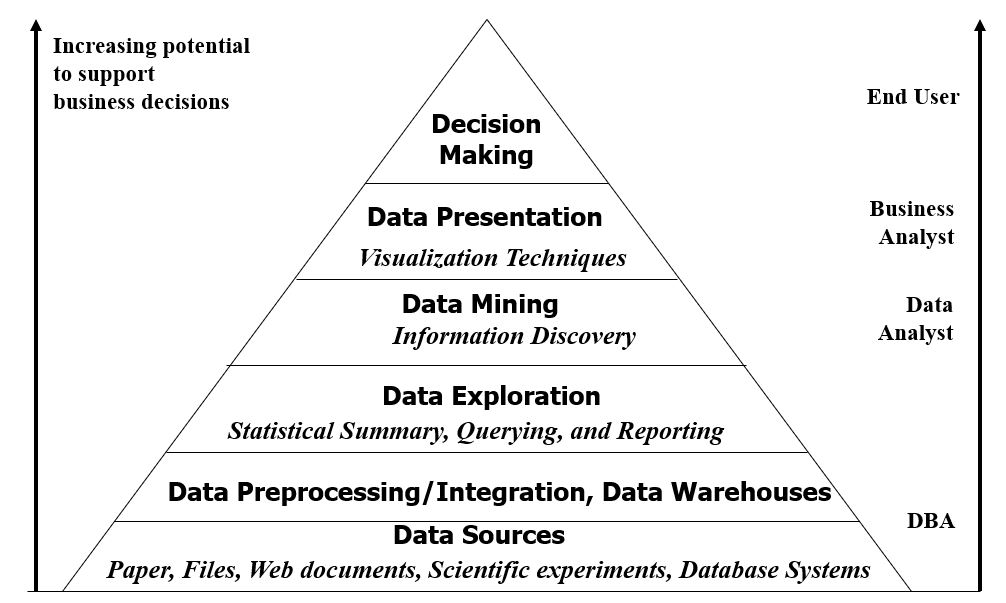 Increasing potential
to support
business decisions
End User
Decision
Making
Data Presentation
Visualization Techniques
Business
Analyst
Data Mining
Information Discovery
Data
Analyst
Data Exploration
Statistical Summary, Querying, and Reporting
Data Preprocessing/Integration, Data Warehouses
DBA
Data Sources
Paper, Files, Web documents, Scientific experiments, Database Systems